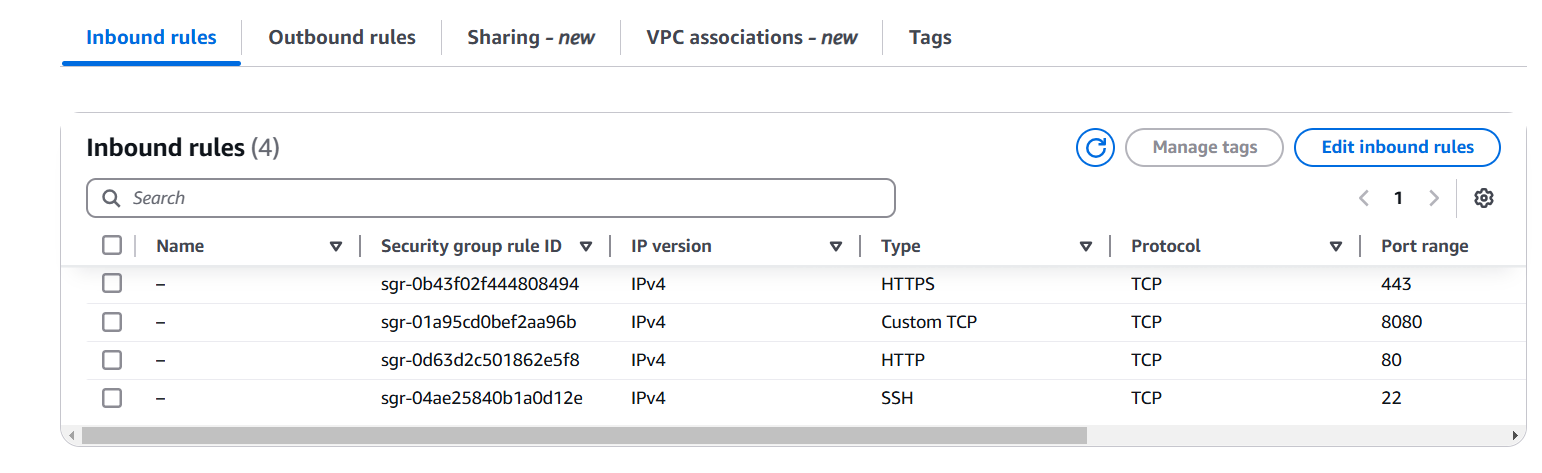 Inbound rules Outbound rules Sharing - new VPC associations - new Tags
Inbound rules (4) Manage tags Edit inbound rules
Search 1
Name Security group rule ID IP version Type Protocol Port range
– sgr-0b43f02f444808494 IPv4 HTTPS TCP 443
– sgr-01a95cd0bef2aa96b IPv4 Custom TCP TCP 8080
– sgr-0d63d2c501862e5f8 IPv4 HTTP TCP 80
– sgr-04ae25840b1a0d12e IPv4 SSH TCP 22